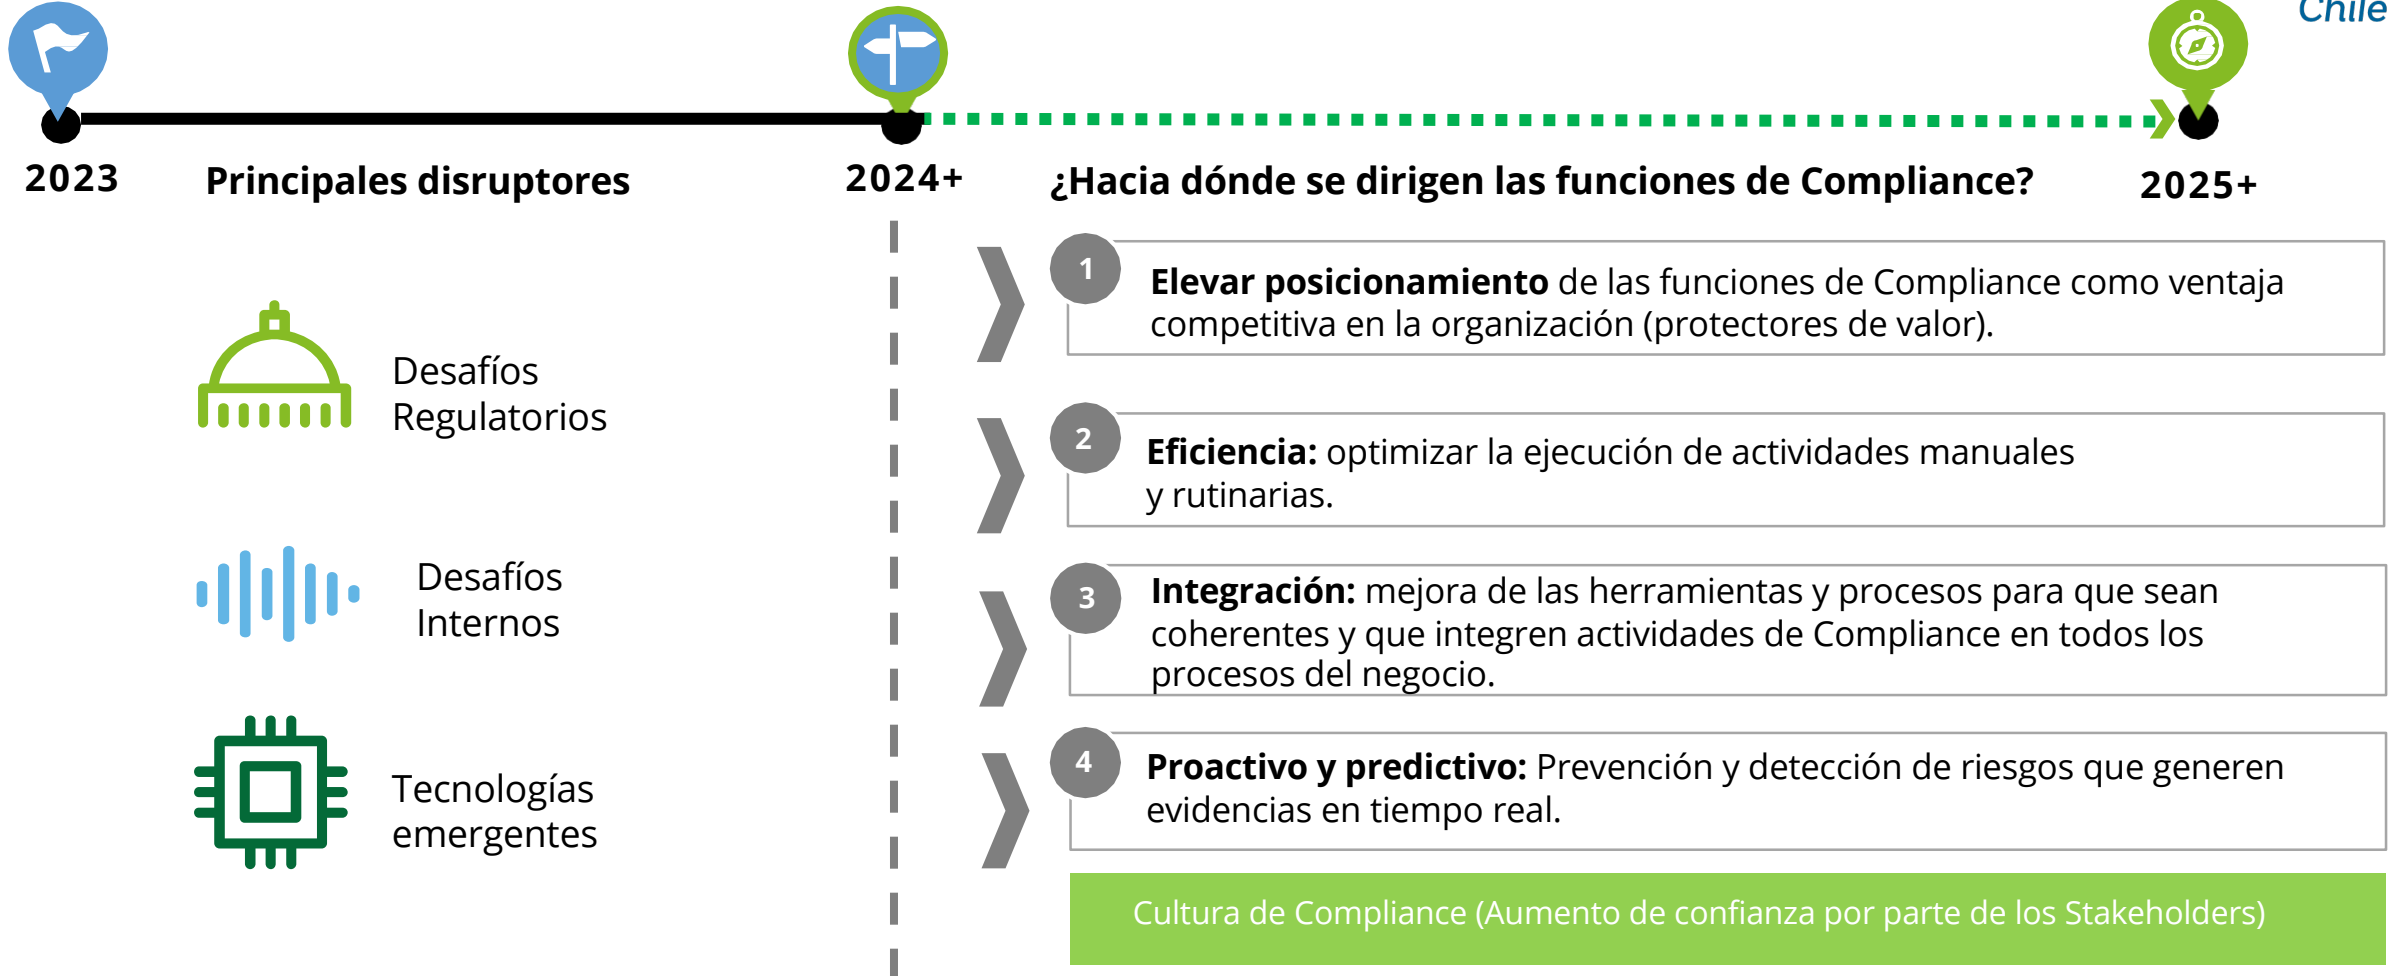 Chile
2023
Principales disruptores
2024+
¿Hacia dónde se dirigen las funciones de Compliance?
2025+
Desafíos
Regulatorios
Desafíos
Internos
Tecnologías
emergentes
1
Elevar posicionamiento de las funciones de Compliance como ventaja
competitiva en la organización (protectores de valor).
2
Eficiencia: optimizar la ejecución de actividades manuales
y rutinarias.
3
Integración: mejora de las herramientas y procesos para que sean
coherentes y que integren actividades de Compliance en todos los
procesos del negocio.
4
Proactivo y predictivo: Prevención y detección de riesgos que generen
evidencias en tiempo real.
Cultura de Compliance (Aumento de confianza por parte de los Stakeholders)